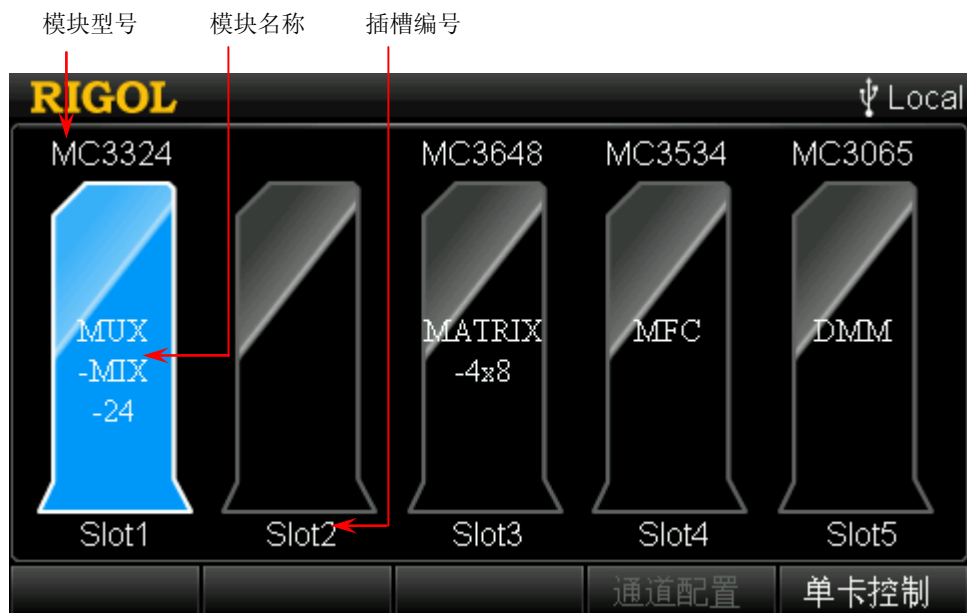 模块型号 模块名称 插槽编号
RIGOL Local
MC3324 MC3648 MC3534 MC3065
MUX MATRIX MFC DMM
-MIX -4x8
-24
Slot1 Slot2 Slot3 Slot4 Slot5
通道配置 单卡控制